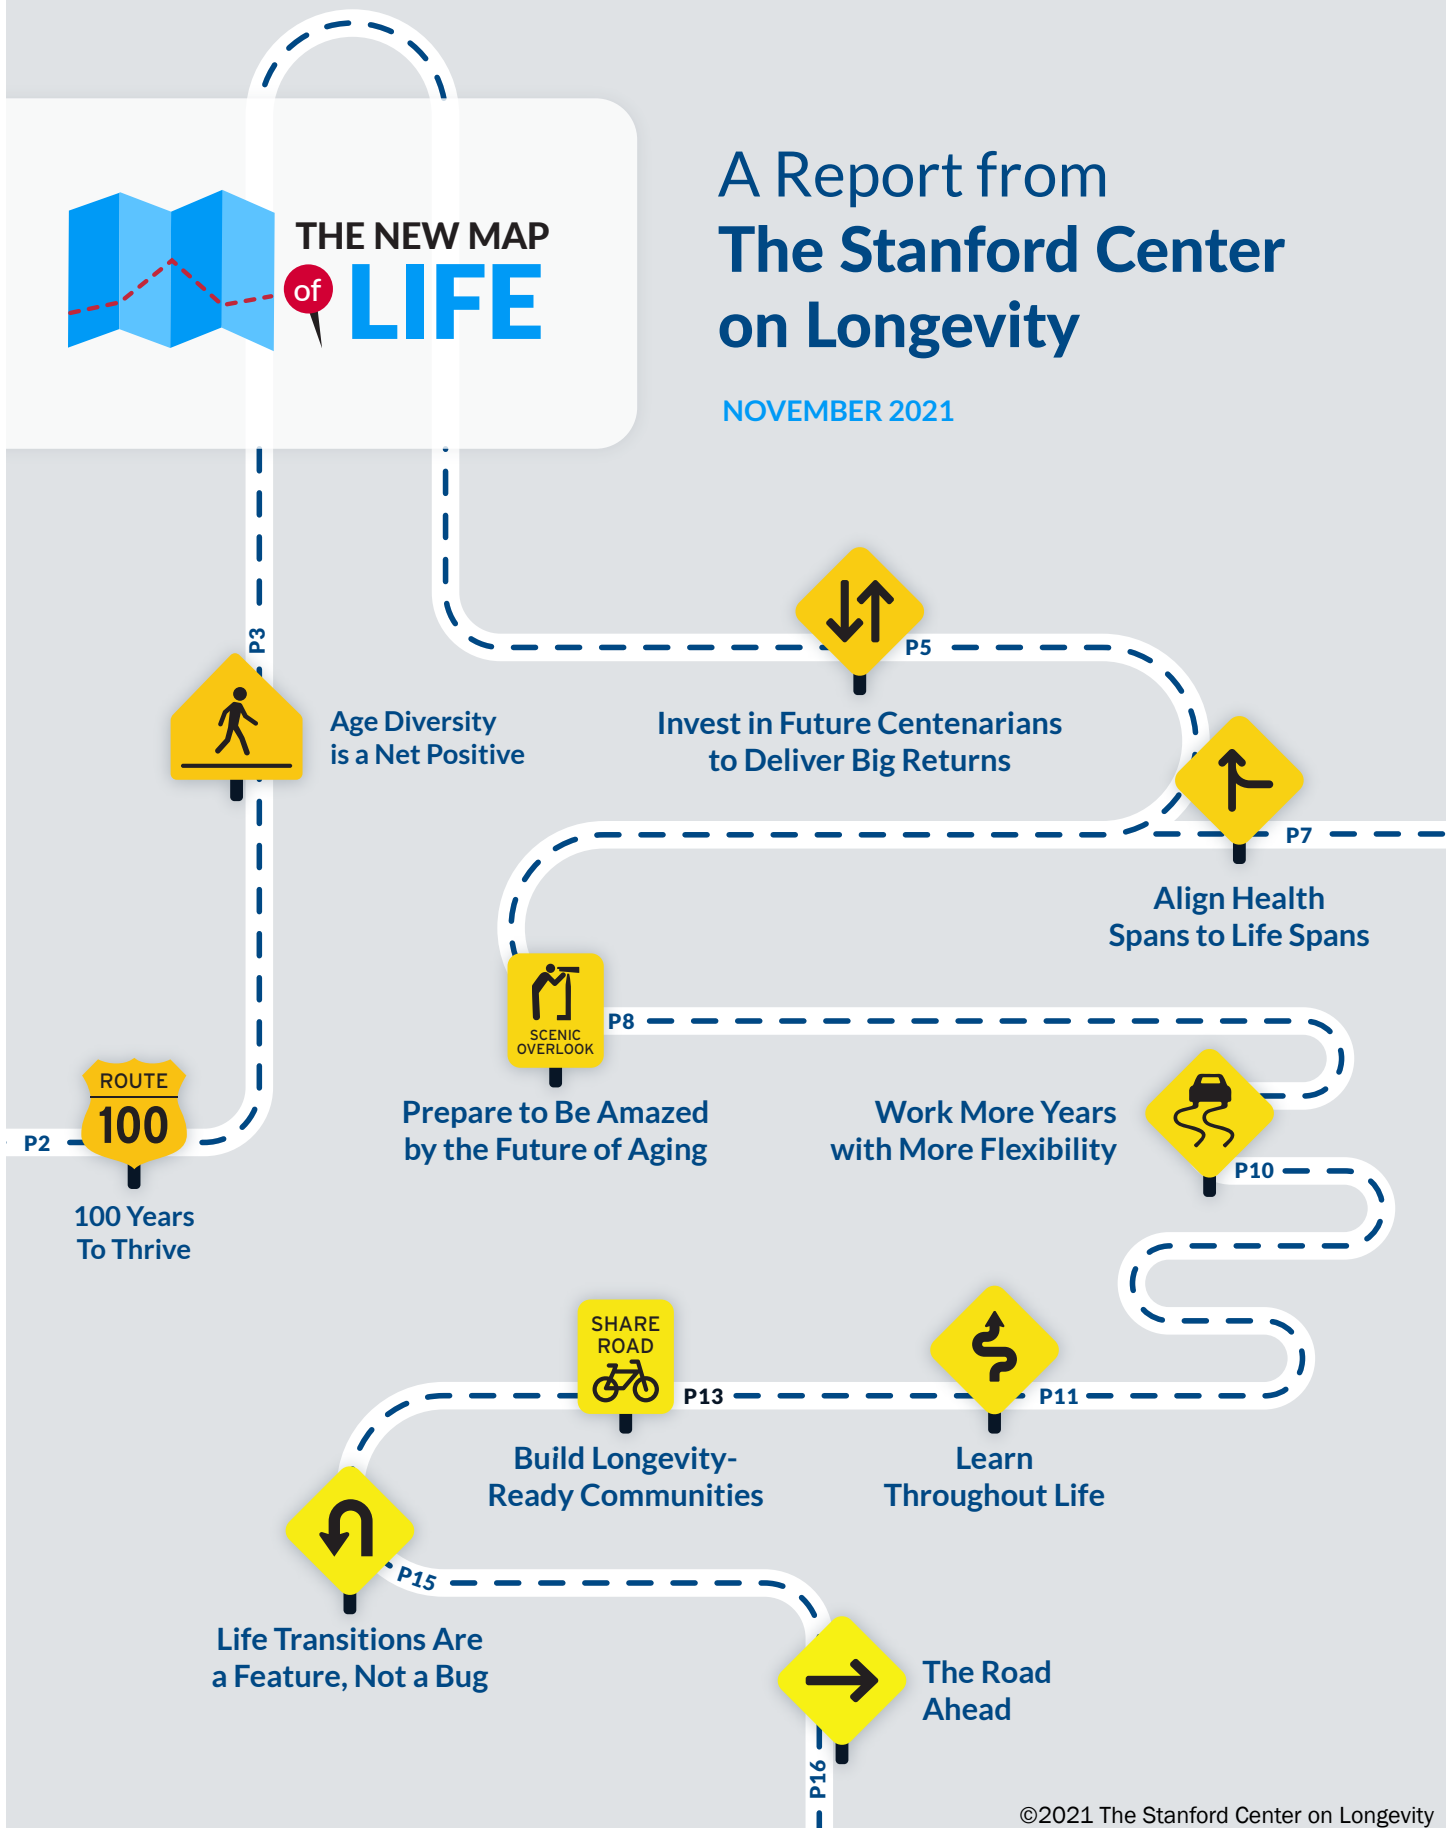 THE NEW MAP
of LIFE
A Report from
The Stanford Center
on Longevity
NOVEMBER 2021
P3
Age Diversity
is a Net Positive
P5
Invest in Future Centenarians
to Deliver Big Returns
P7
Align Health
Spans to Life Spans
SCENIC
OVERLOOK
P8
Prepare to Be Amazed
by the Future of Aging
Work More Years
with More Flexibility
P10
P2
ROUTE
100
100 Years
To Thrive
SHARE
ROAD
P13
Build Longevity-
Ready Communities
P11
Learn
Throughout Life
P15
Life Transitions Are
a Feature, Not a Bug
The Road
Ahead
P16
©2021 The Stanford Center on Longevity